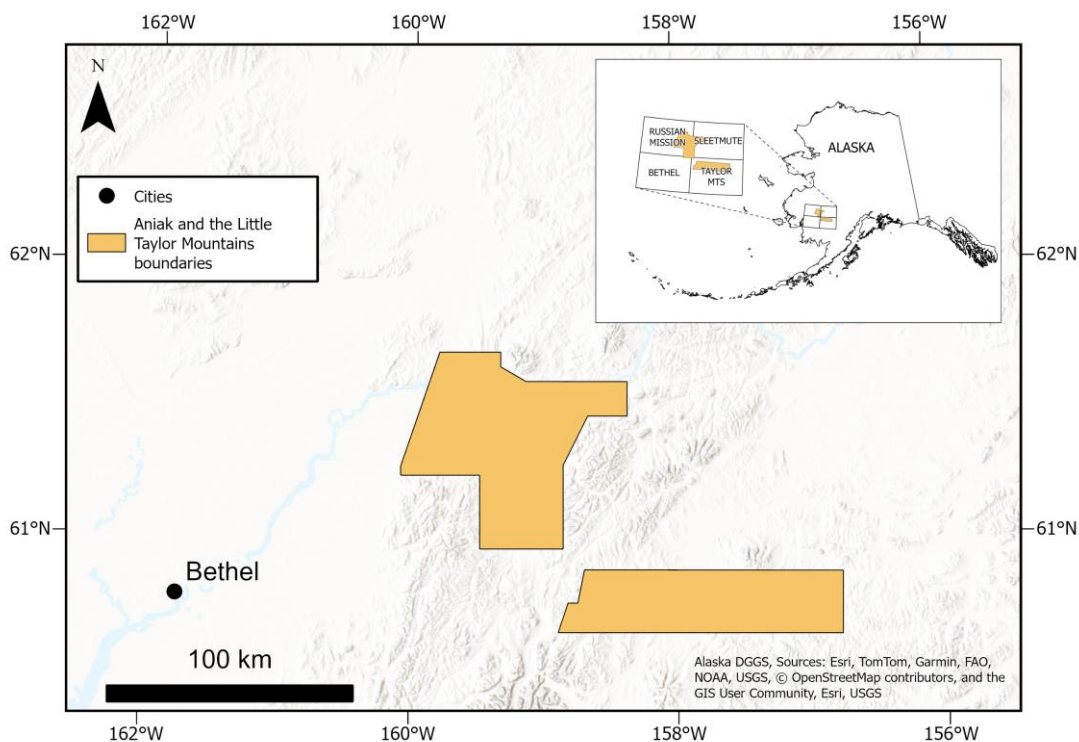 162°W 160°W 158°W 156°W
N
RUSSIAN
MISSION
SLEETMUTE
BETHEL
TAYLOR
MTS
ALASKA
Cities
Aniak and the Little
Taylor Mountains
boundaries
62°N 62°N
61°N 61°N
Bethel
100 km
Alaska DGGS, Sources: Esri, TomTom, Garmin, FAO,
NOAA, USGS, © OpenStreetMap contributors, and the
GIS User Community, Esri, USGS
162°W 160°W 158°W 156°W